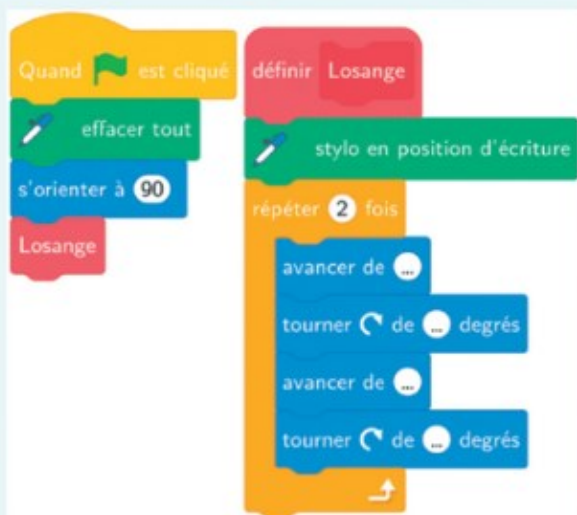 Quand est cliqué
effacer tout
s'orienter à 90
Losange
définir Losange
stylo en position d'écriture
répéter 2 fois
avancer de ...
tourner de ... degrés
avancer de ...
tourner de ... degrés